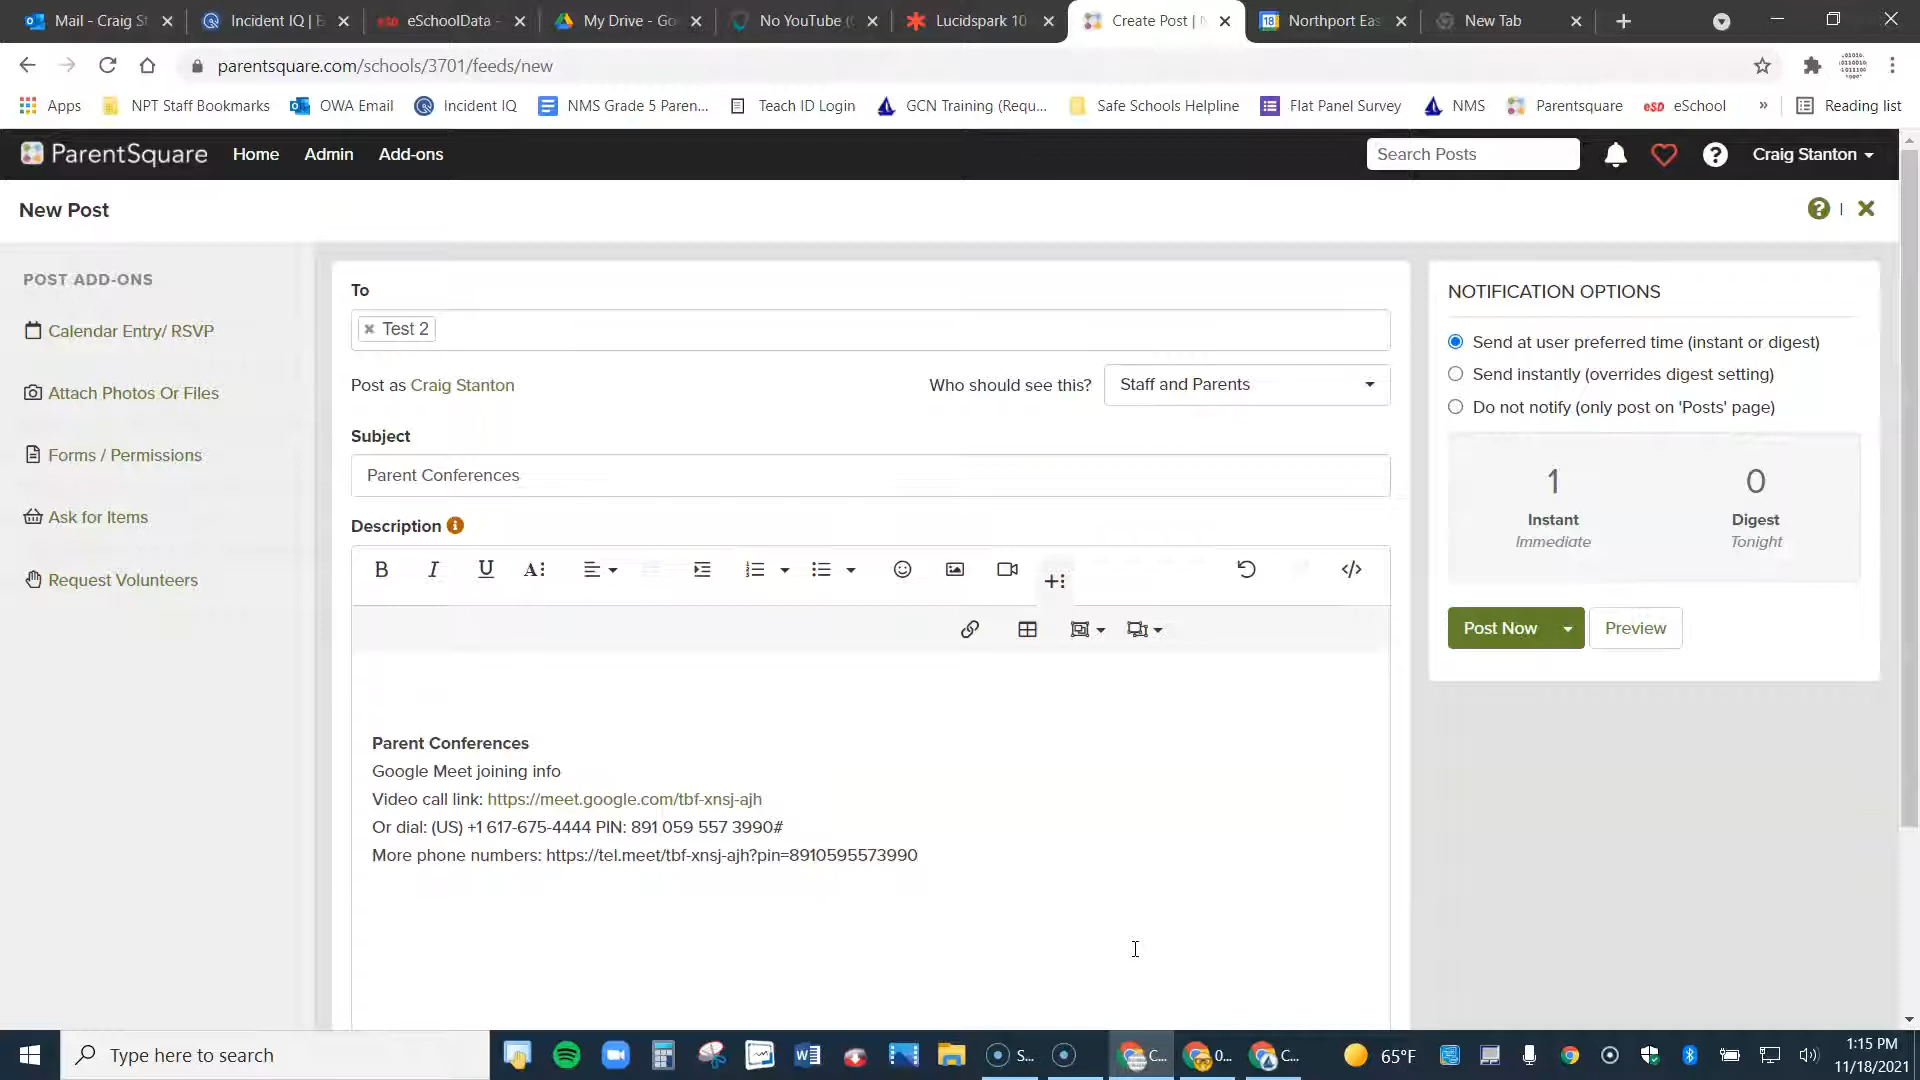 Mail - Craig St
Incident IQ | E
eSchoolData -
My Drive - Go
No YouTube (
Lucidspark 10
Create Post |
Northport Eas
New Tab
parentsquare.com/schools/3701/feeds/new
Apps
NPT Staff Bookmarks
OWA Email
Incident IQ
NMS Grade 5 Paren...
Teach ID Login
GCN Training (Requ...
Safe Schools Helpline
Flat Panel Survey
NMS
Parentsquare
eSchool
»
Reading list
ParentSquare
Home
Admin
Add-ons
Search Posts
Craig Stanton
New Post
POST ADD-ONS
Calendar Entry/ RSVP
Attach Photos Or Files
Forms / Permissions
Ask for Items
Request Volunteers
To
× Test 2
Post as Craig Stanton
Who should see this?
Staff and Parents
Subject
Parent Conferences
Description
Parent Conferences
Google Meet joining info
Video call link: https://meet.google.com/tbf-xnsj-ajh
Or dial: (US) +1 617-675-4444 PIN: 891 059 557 3990#
More phone numbers: https://tel.meet/tbf-xnsj-ajh?pin=8910595573990
NOTIFICATION OPTIONS
Send at user preferred time (instant or digest)
Send instantly (overrides digest setting)
Do not notify (only post on 'Posts' page)
1
Instant
Immediate
0
Digest
Tonight
Post Now
Preview
Type here to search
S...
C...
0...
C...
65°F
1:15 PM
11/18/2021